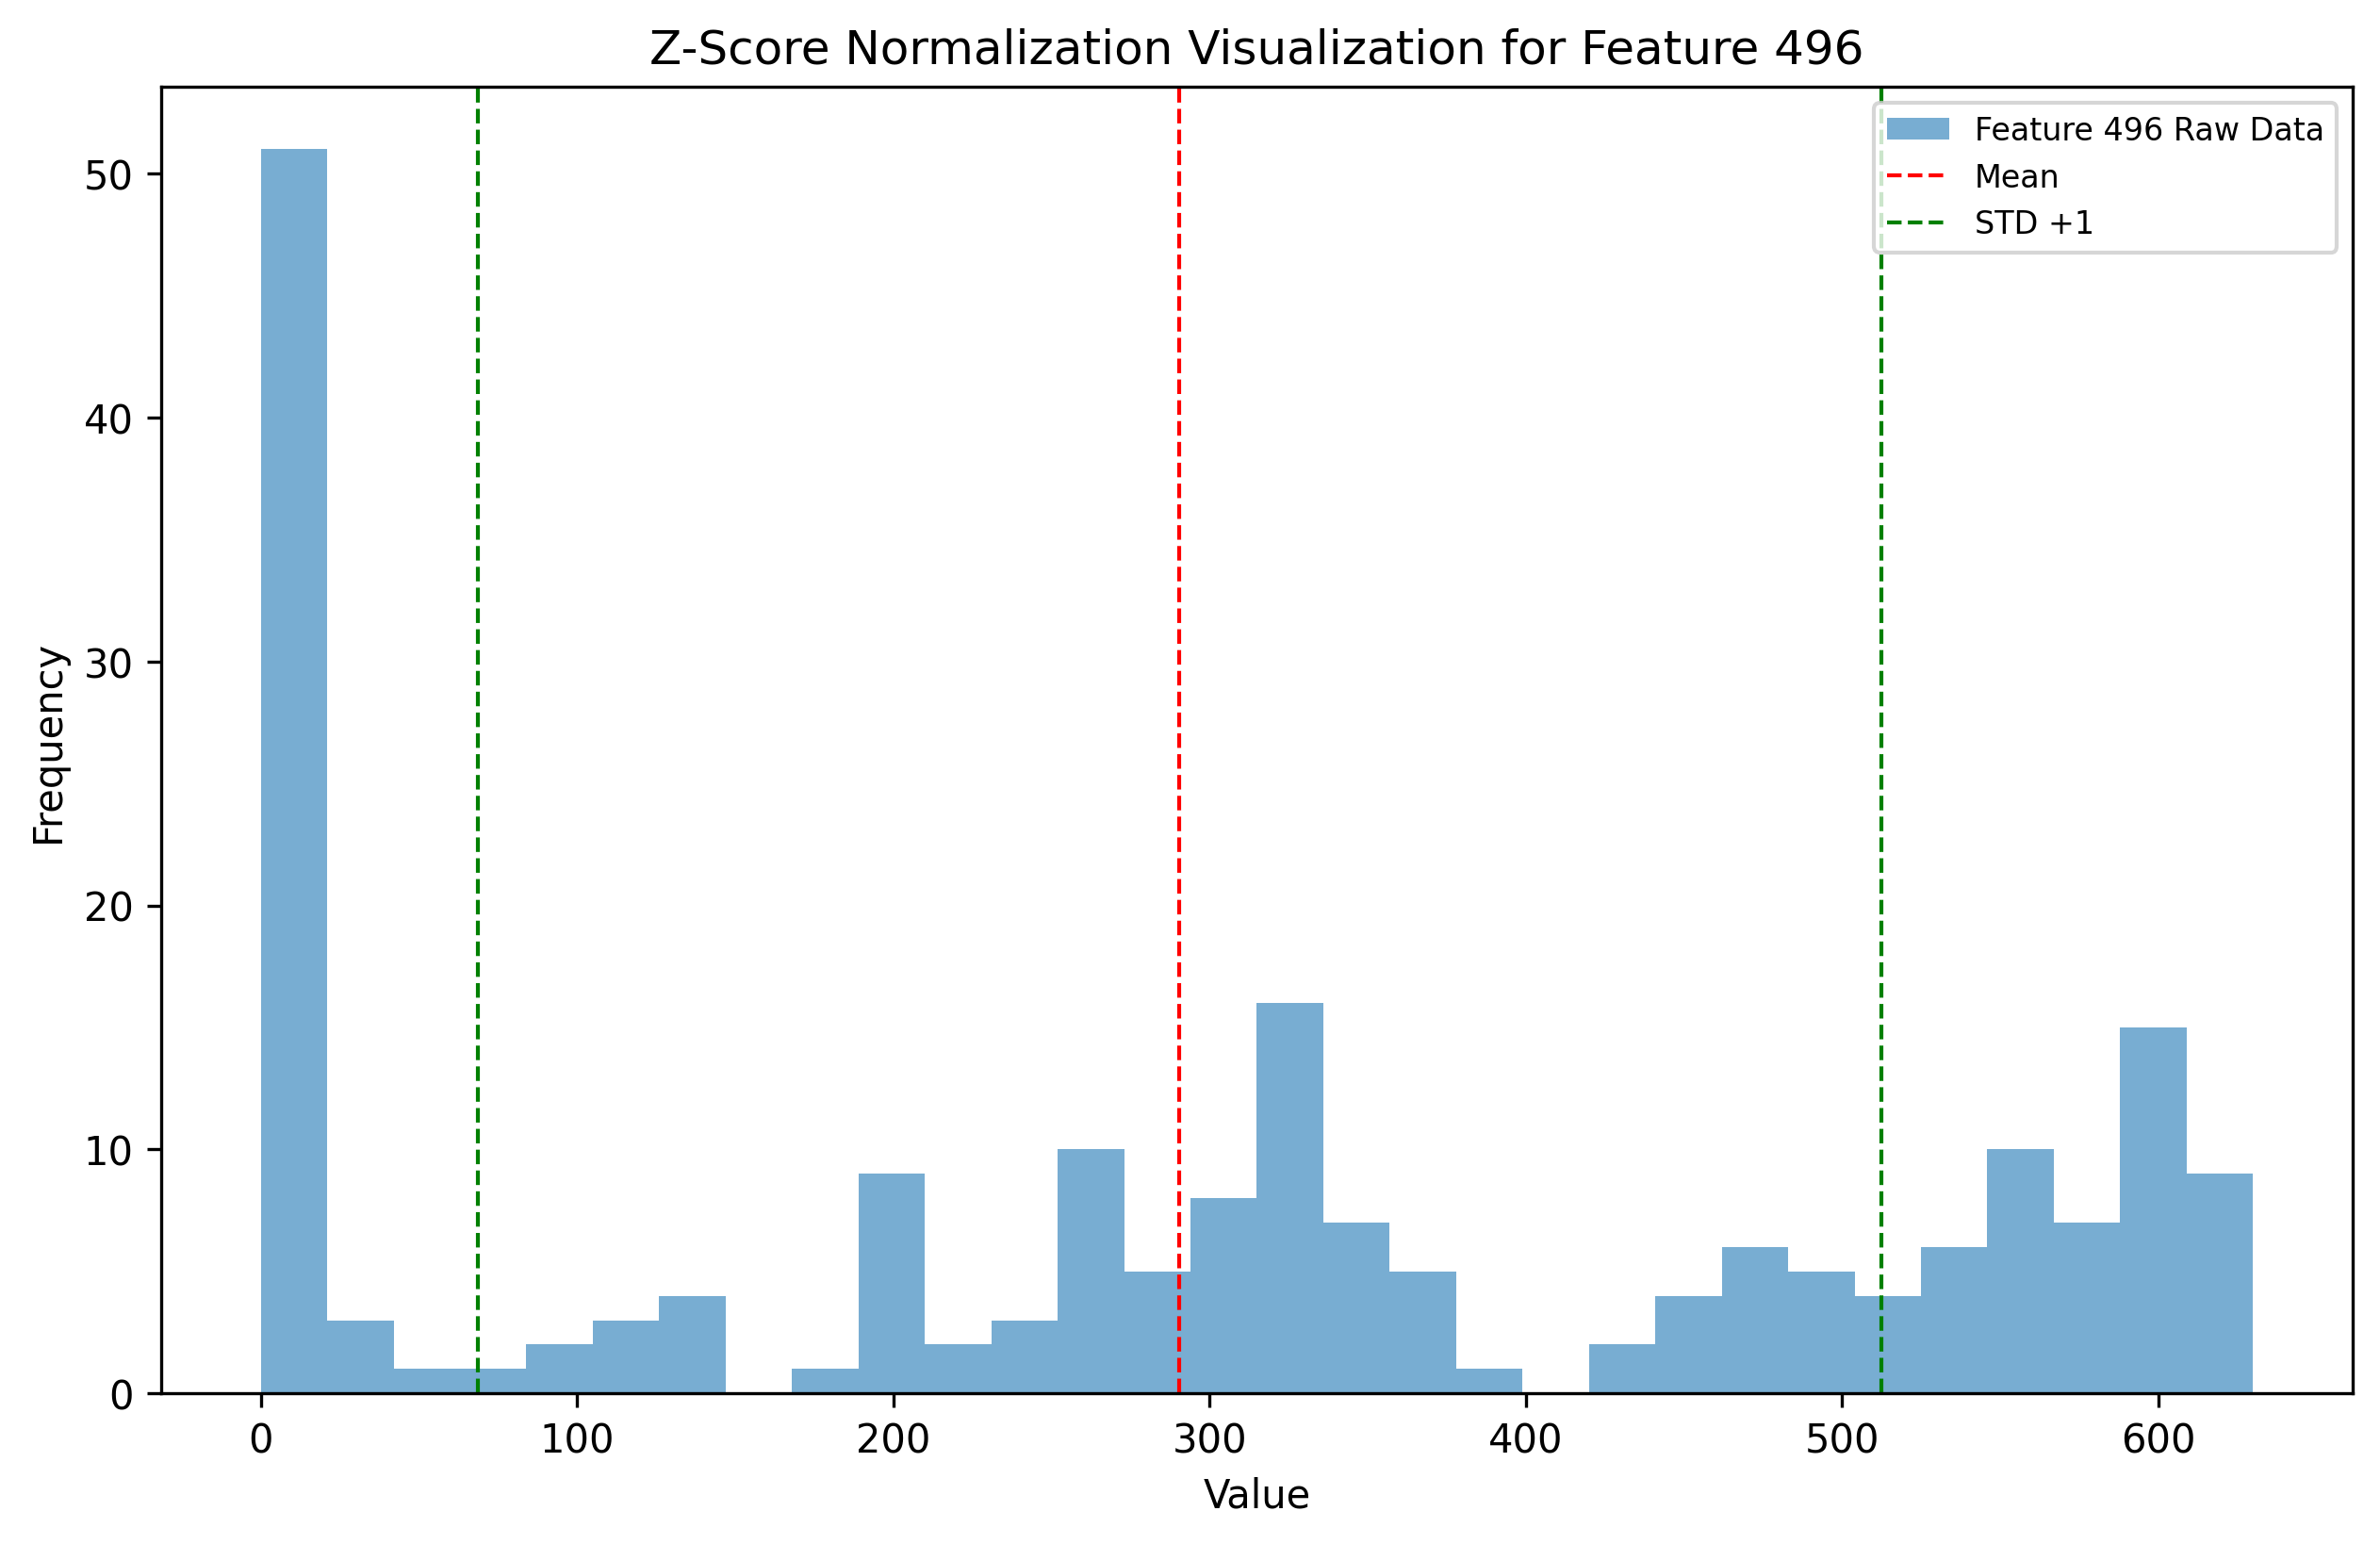 Z-Score Normalization Visualization for Feature 496
Feature 496 Raw Data
Mean
STD +1
Frequency
50
40
30
20
10
0
0 100 200 300 400 500 600
Value